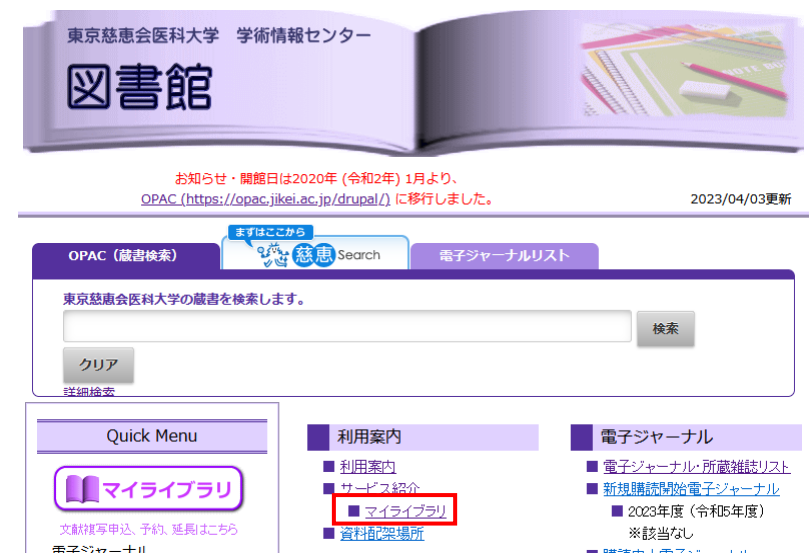 東京慈恵会医科大学　学術情報センター
図書館
お知らせ・開館日は2020年 (令和2年) 1月より、
OPAC (https://opac.jikei.ac.jp/drupal/) に移行しました。
2023/04/03更新
まずはここから
OPAC（蔵書検索）
慈恵Search
電子ジャーナルリスト
東京慈恵会医科大学の蔵書を検索します。
検索
クリア
詳細検索
Quick Menu
マイライブラリ
文献複写申込、予約、延長はこちら
電子ジャーナル
利用案内
利用案内
サービス紹介
マイライブラリ
資料配架場所
電子ジャーナル
電子ジャーナル・所蔵雑誌リスト
新規購読開始電子ジャーナル
2023年度（令和5年度）
※該当なし
購読中止電子ジャーナル